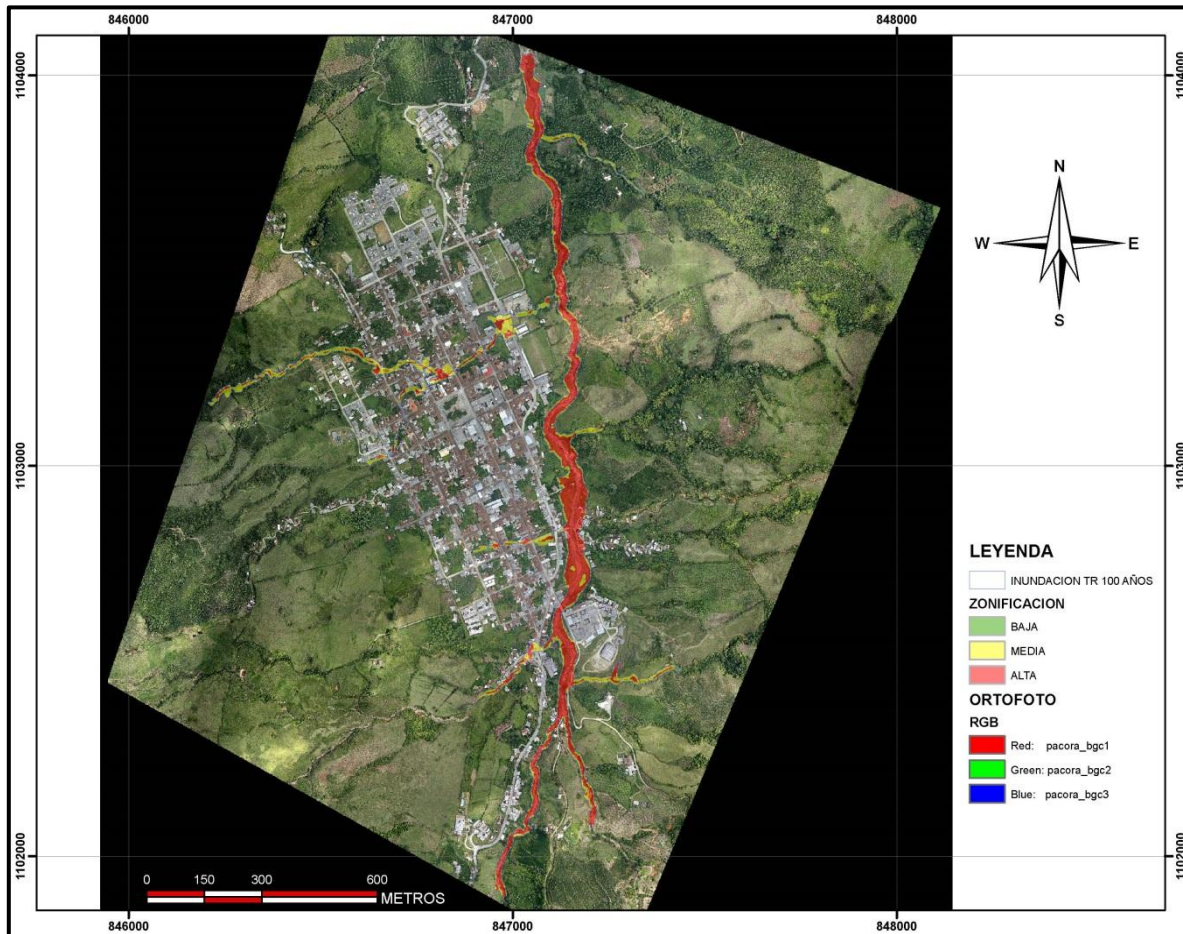 846000
847000
848000
1104000
1104000
N
W
E
S
1103000
1103000
LEYENDA
INUNDACION TR 100 AÑOS
ZONIFICACION
BAJA
MEDIA
ALTA
ORTOFOTO
RGB
Red: pacora_bgc1
Green: pacora_bgc2
Blue: pacora_bgc3
1102000
1102000
0
150
300
600
METROS
846000
847000
848000